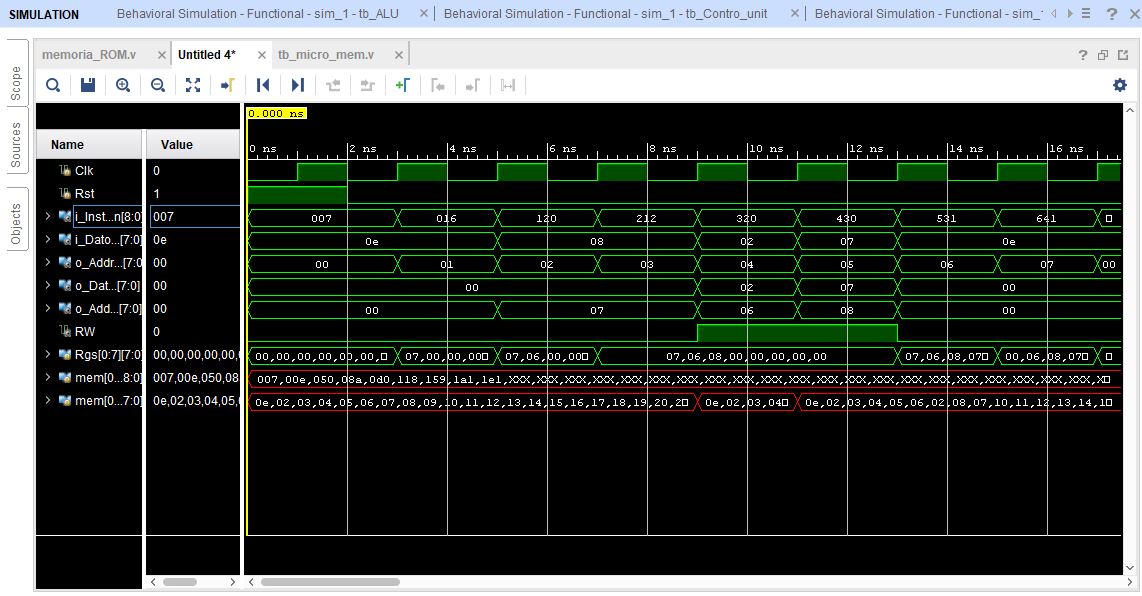 SIMULATION Behavioral Simulation - Functional - sim_1 - tb_ALU Behavioral Simulation - Functional - sim_1 - tb_Contro_unit Behavioral Simulation - Functional - sim_
Scope
Sources
Objects
memoria_ROM.v Untitled 4* tb_micro_mem.v
0.000 ns
Name Value
0 ns 2 ns 4 ns 6 ns 8 ns 10 ns 12 ns 14 ns 16 ns
Clk 0
Rst 1
i_Inst...n[8:0] 007 007 016 120 212 320 430 531 641
i_Dato...[7:0] 0e 0e 08 02 07 0e
o_Addr...[7:0 00 00 01 02 03 04 05 06 07 00
o_Dat...[7:0] 00 00 02 07 00
o_Add...[7:0] 00 00 07 06 08 00
RW 0
Rgs[0:7][7:0] 00,00,00,00,00, 00,00,00,00,00,00,00, 07,00,00,00 07,06,00,00 07,06,08,00,00,00,00,00 07,06,08,07 00,06,08,07
mem[0...8:0] 007,00e,050,08 007,00e,050,08a,0d0,118,159,1a1,1e1,XXX,XXX,XXX,XXX,XXX,XXX,XXX,XXX,XXX,XXX,XXX,XXX,X
mem[0...7:0] 0e,02,03,04,05, 0e,02,03,04,05,06,07,08,09,10,11,12,13,14,15,16,17,18,19,20,2 0e,02,03,04 0e,02,03,04,05,06,02,08,07,10,11,12,13,14,1